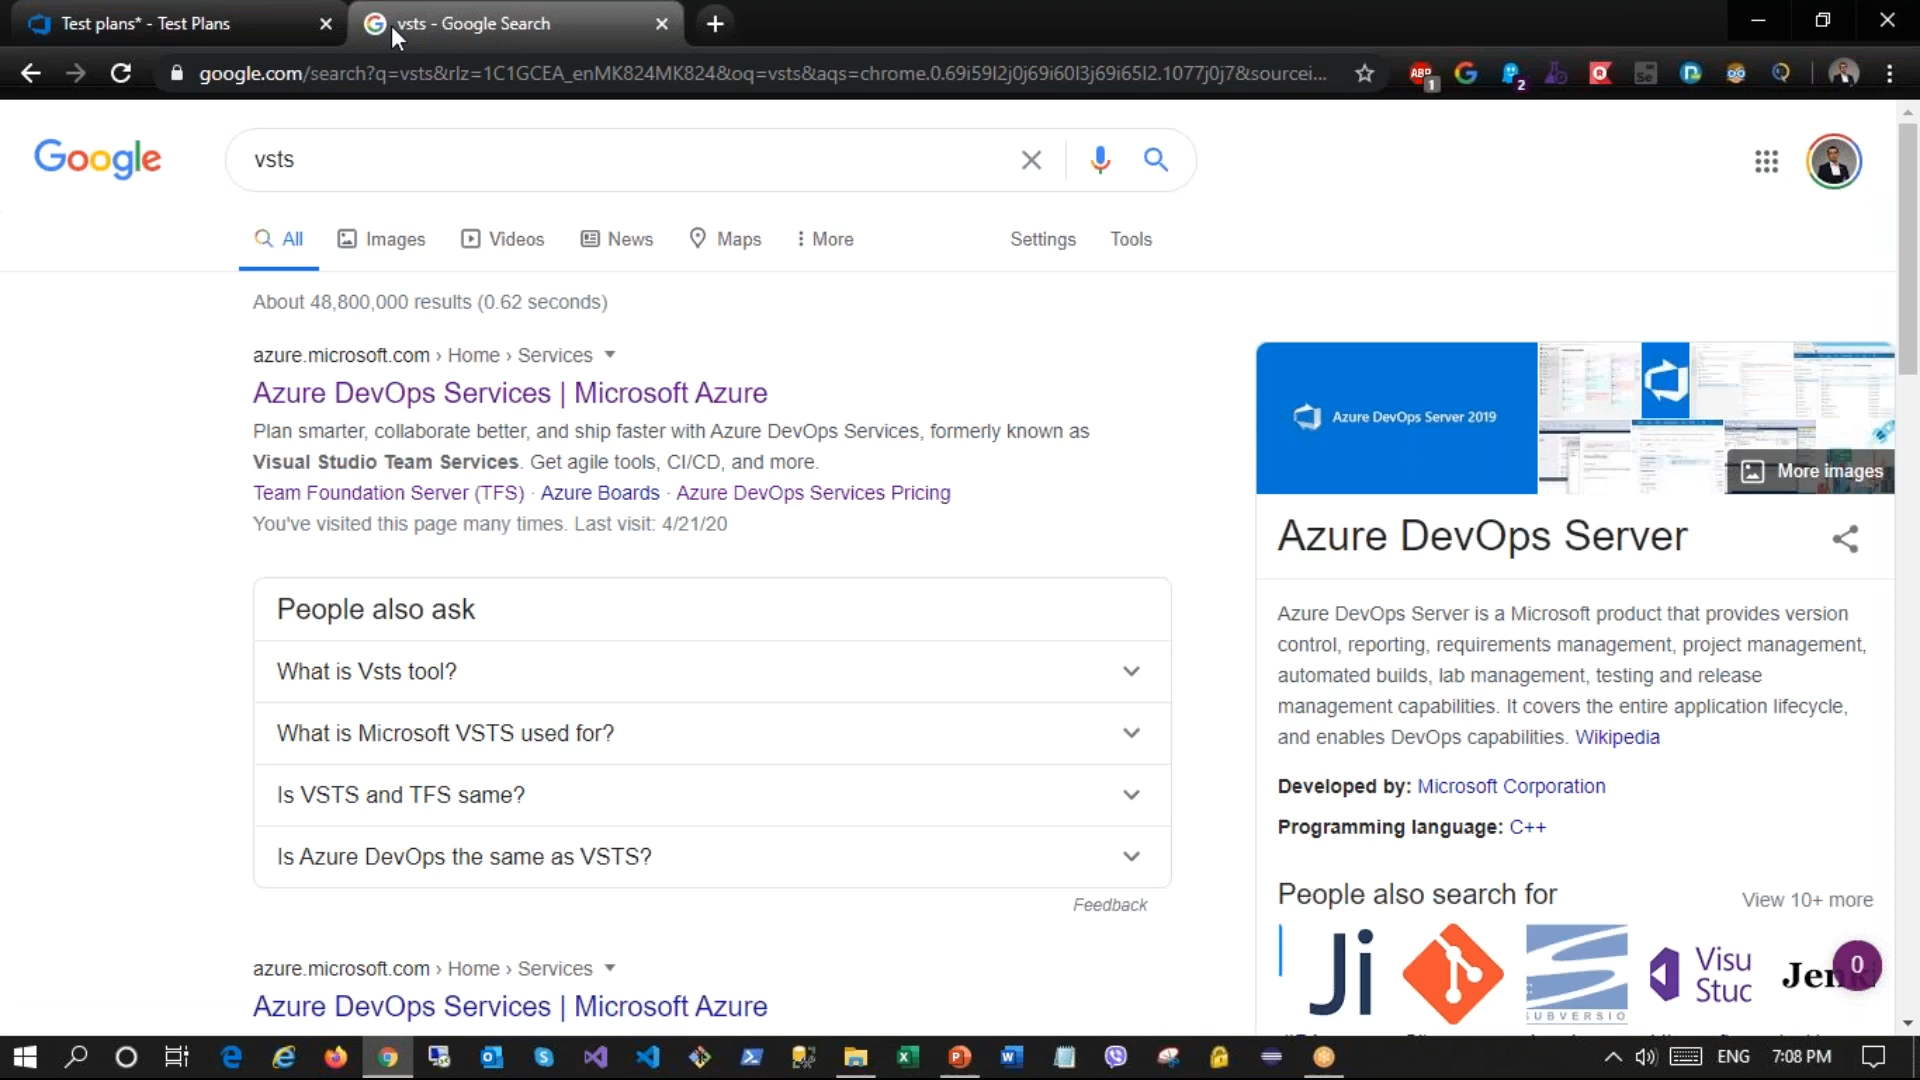 Test plans* - Test Plans
vsts - Google Search
google.com/search?q=vsts&rlz=1C1GCEA_enMK824MK824&oq=vsts&aqs=chrome.0.69i59l2j0j69i60l3j69i65l2.1077j0j7&sourcei...
ABP
1
2
Se
Google
vsts
All
Images
Videos
News
Maps
More
Settings
Tools
About 48,800,000 results (0.62 seconds)
azure.microsoft.com › Home › Services
Azure DevOps Services | Microsoft Azure
Plan smarter, collaborate better, and ship faster with Azure DevOps Services, formerly known as
Visual Studio Team Services. Get agile tools, CI/CD, and more.
Team Foundation Server (TFS) · Azure Boards · Azure DevOps Services Pricing
You've visited this page many times. Last visit: 4/21/20
People also ask
What is Vsts tool?
What is Microsoft VSTS used for?
Is VSTS and TFS same?
Is Azure DevOps the same as VSTS?
Feedback
azure.microsoft.com › Home › Services
Azure DevOps Services | Microsoft Azure
Azure DevOps Server 2019
More images
Azure DevOps Server
Azure DevOps Server is a Microsoft product that provides version
control, reporting, requirements management, project management,
automated builds, lab management, testing and release
management capabilities. It covers the entire application lifecycle,
and enables DevOps capabilities. Wikipedia
Developed by: Microsoft Corporation
Programming language: C++
People also search for
View 10+ more
Ji
SUBVERSIO
Visu
Stuc
Jenk
0
ENG
7:08 PM